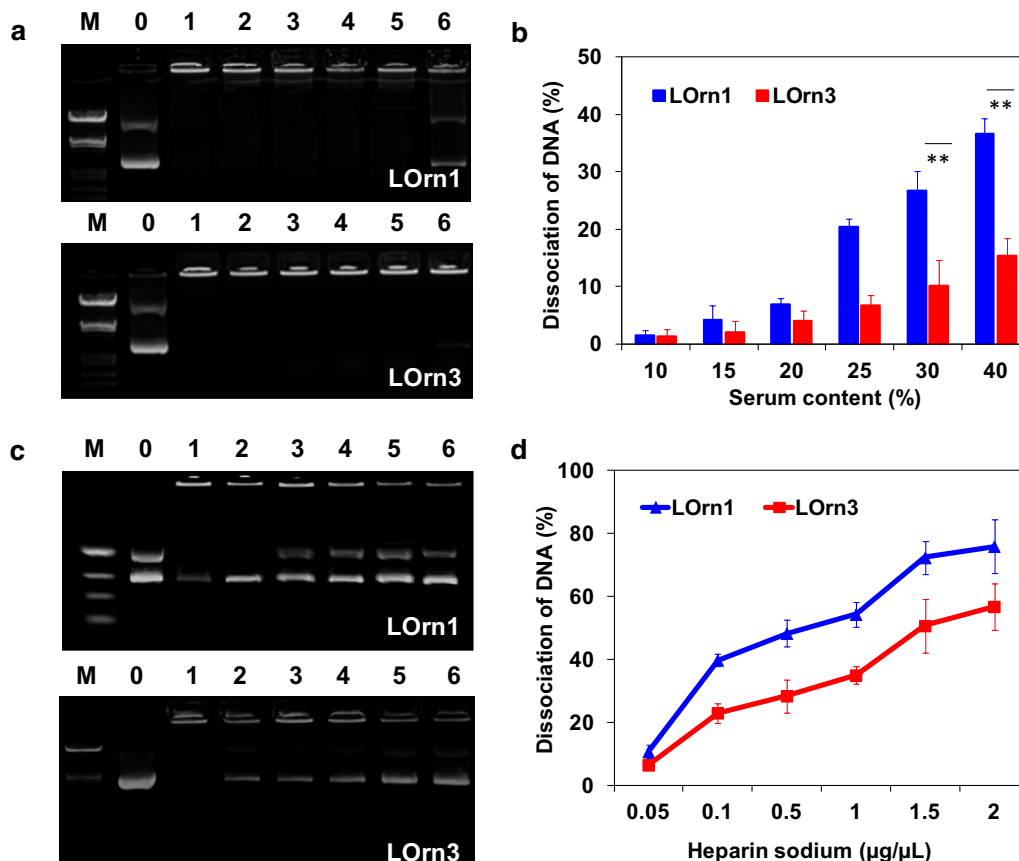 a
M 0 1 2 3 4 5 6
LOrn1
M 0 1 2 3 4 5 6
LOrn3
b
50
40
30
20
10
0
Dissociation of DNA (%)
LOrn1 LOrn3
**
**
10 15 20 25 30 40
Serum content (%)
c
M 0 1 2 3 4 5 6
LOrn1
M 0 1 2 3 4 5 6
LOrn3
d
100
80
60
40
20
0
Dissociation of DNA (%)
LOrn1 LOrn3
0.05 0.1 0.5 1 1.5 2
Heparin sodium (µg/µL)